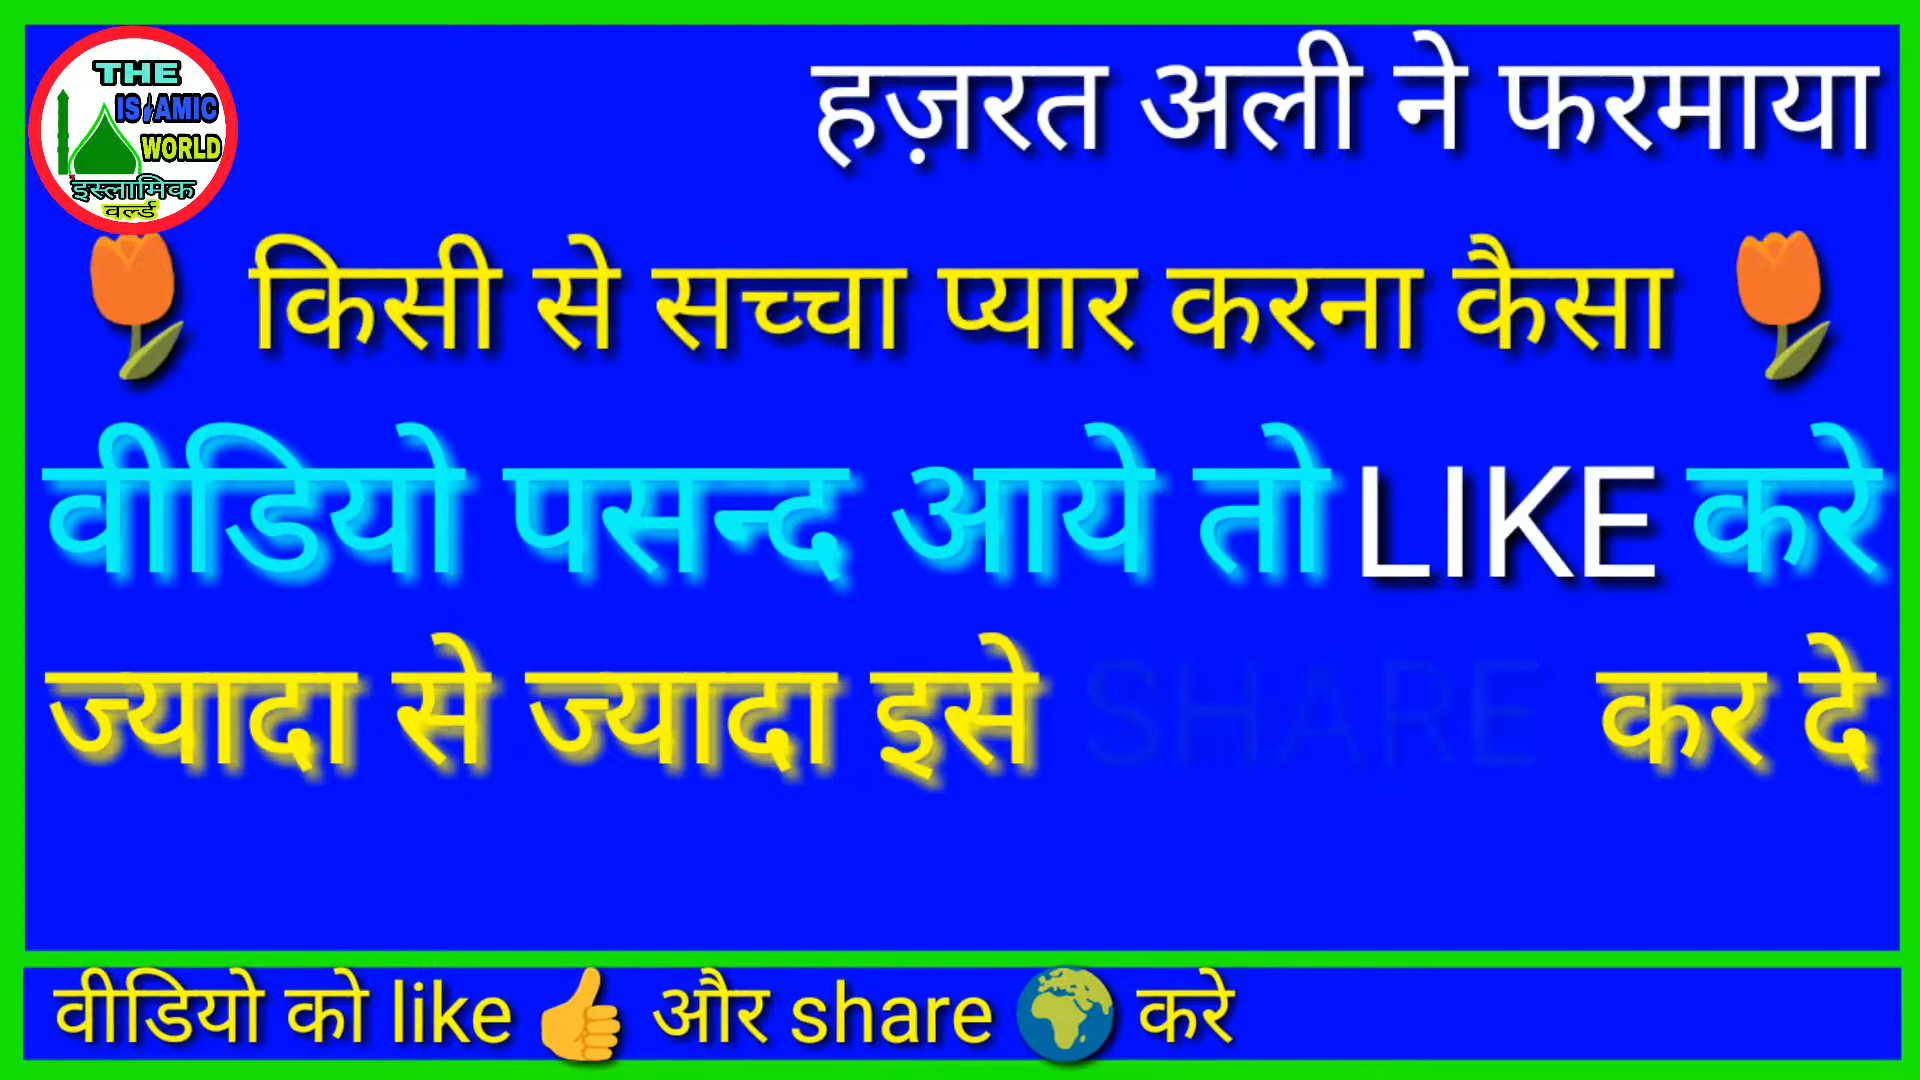 THE
ISLAMIC
WORLD
इस्लामिक
वर्ल्ड
हज़रत अली ने फरमाया
🌷 किसी से सच्चा प्यार करना कैसा 🌷
वीडियो पसन्द आये तो LIKE करे
ज्यादा से ज्यादा इसे SHARE कर दे
वीडियो को like 👍 और share 🌍 करे